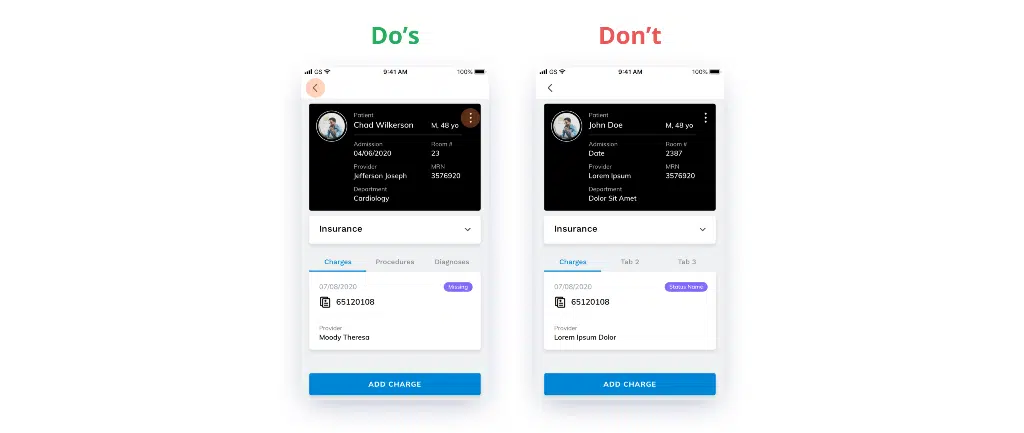 Do's
Don't
GS 9:41 AM 100%
Patient
Chad Wilkerson M, 48 yo
Admission Room #
04/06/2020 23
Provider MRN
Jefferson Joseph 3576920
Department
Cardiology
Insurance
Charges Procedures Diagnoses
07/08/2020 Missing
65120108
Provider
Moody Theresa
ADD CHARGE
GS 9:41 AM 100%
Patient
John Doe M, 48 yo
Admission Room #
Date 2387
Provider MRN
Lorem Ipsum 3576920
Department
Dolor Sit Amet
Insurance
Charges Tab 2 Tab 3
07/08/2020 Status Name
65120108
Provider
Lorem Ipsum Dolor
ADD CHARGE